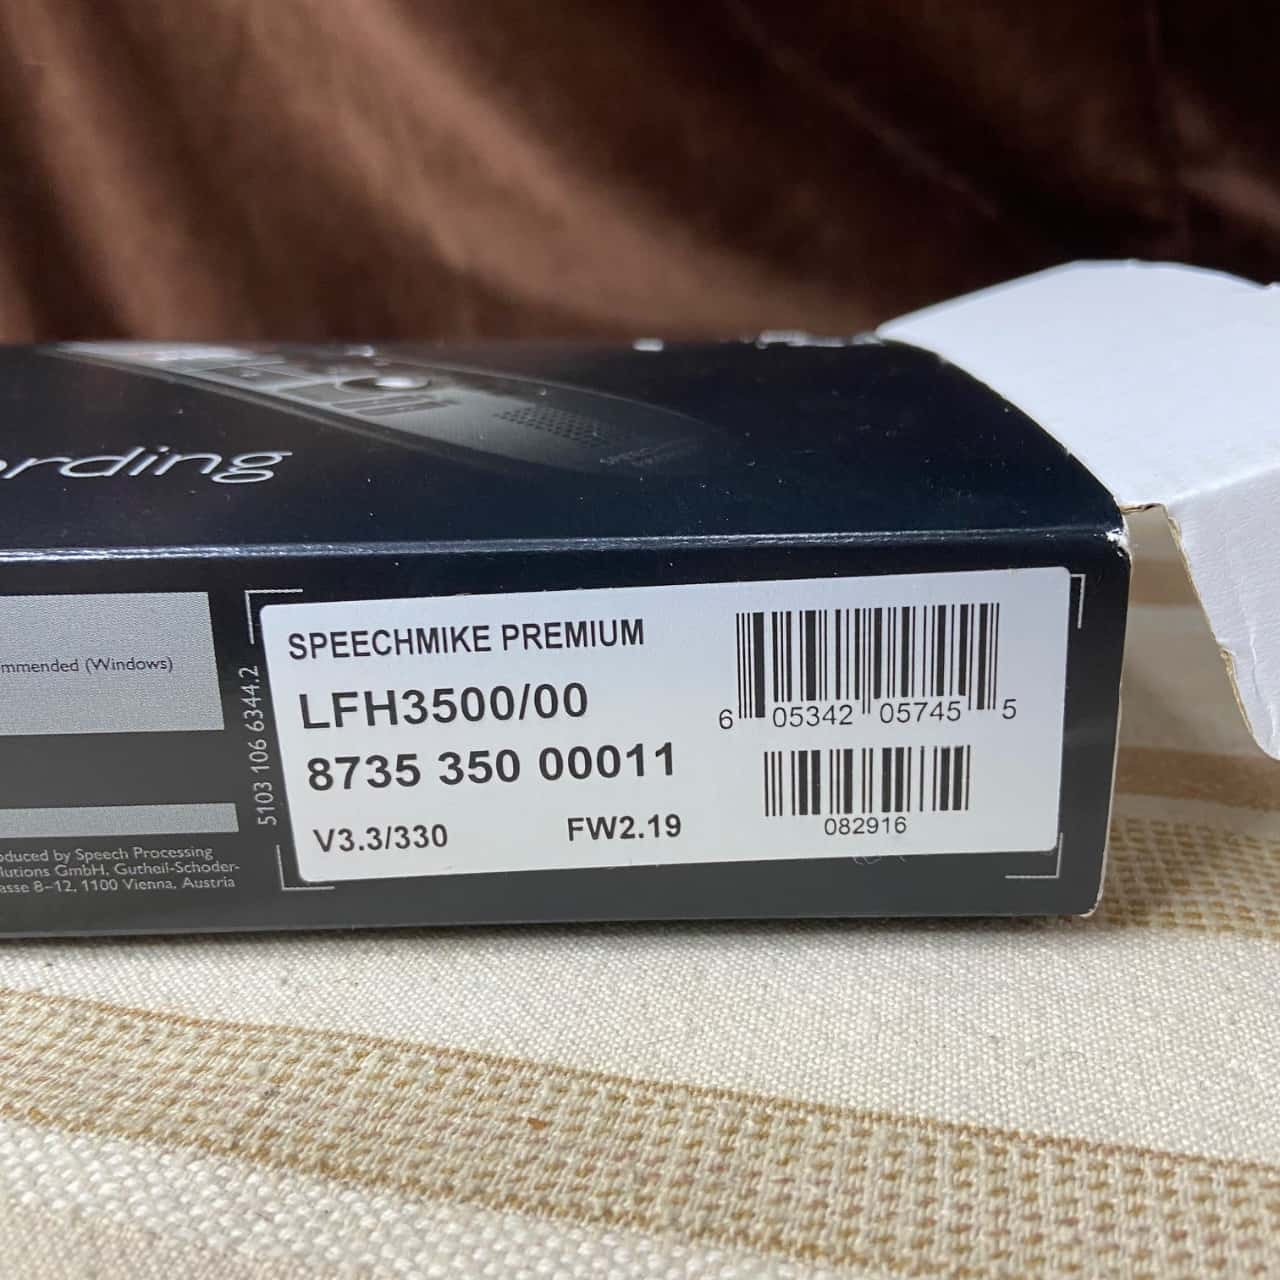 ording
mmended (Windows)
5103 106 6344.2
SPEECHMIKE PREMIUM
LFH3500/00
8735 350 00011
V3.3/330 FW2.19
6 05342 05745 5
082916
oduced by Speech Processing
lutions GmbH, Gutheil-Schoder-
asse 8–12, 1100 Vienna, Austria